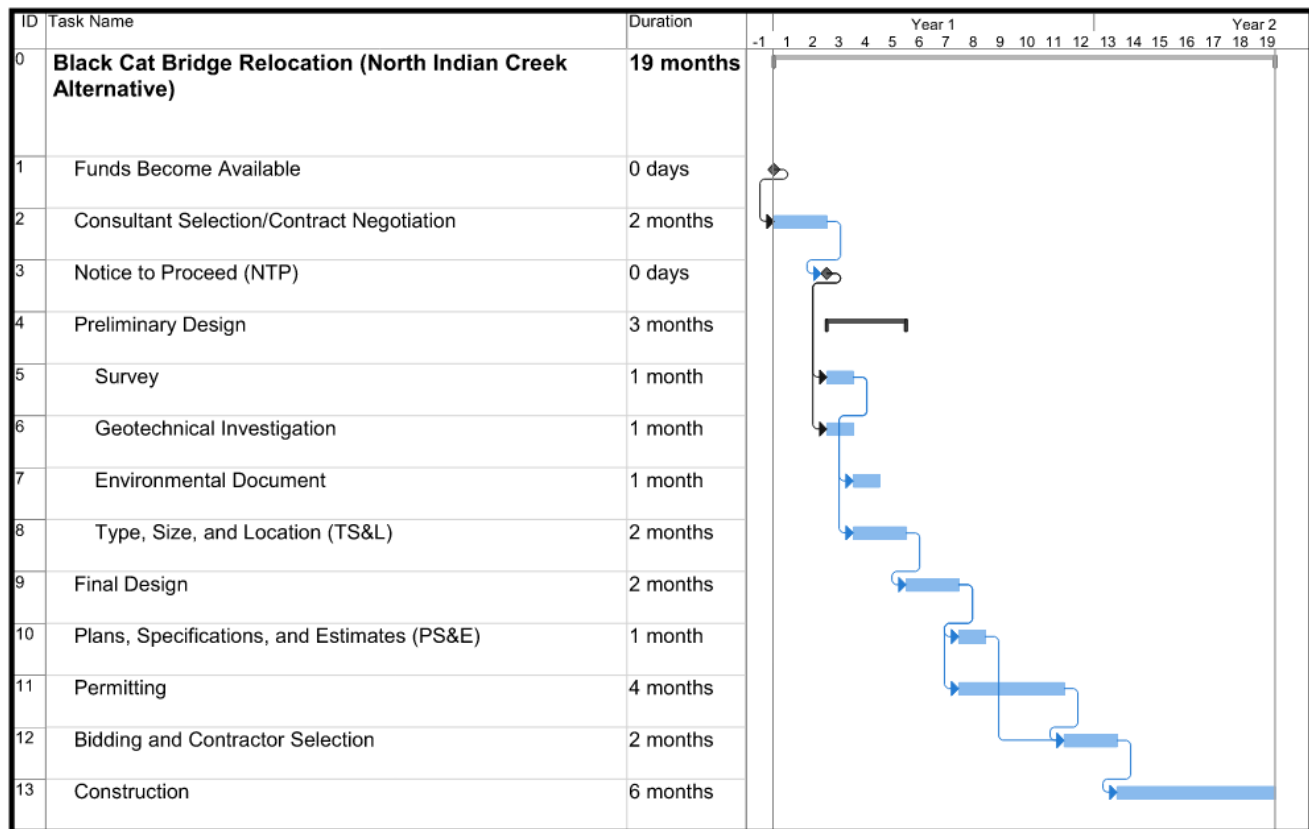 ID Task Name Duration Year 1 Year 2
-1 1 2 3 4 5 6 7 8 9 10 11 12 13 14 15 16 17 18 19
0 Black Cat Bridge Relocation (North Indian Creek 19 months
Alternative)
1 Funds Become Available 0 days
2 Consultant Selection/Contract Negotiation 2 months
3 Notice to Proceed (NTP) 0 days
4 Preliminary Design 3 months
5 Survey 1 month
6 Geotechnical Investigation 1 month
7 Environmental Document 1 month
8 Type, Size, and Location (TS&L) 2 months
9 Final Design 2 months
10 Plans, Specifications, and Estimates (PS&E) 1 month
11 Permitting 4 months
12 Bidding and Contractor Selection 2 months
13 Construction 6 months